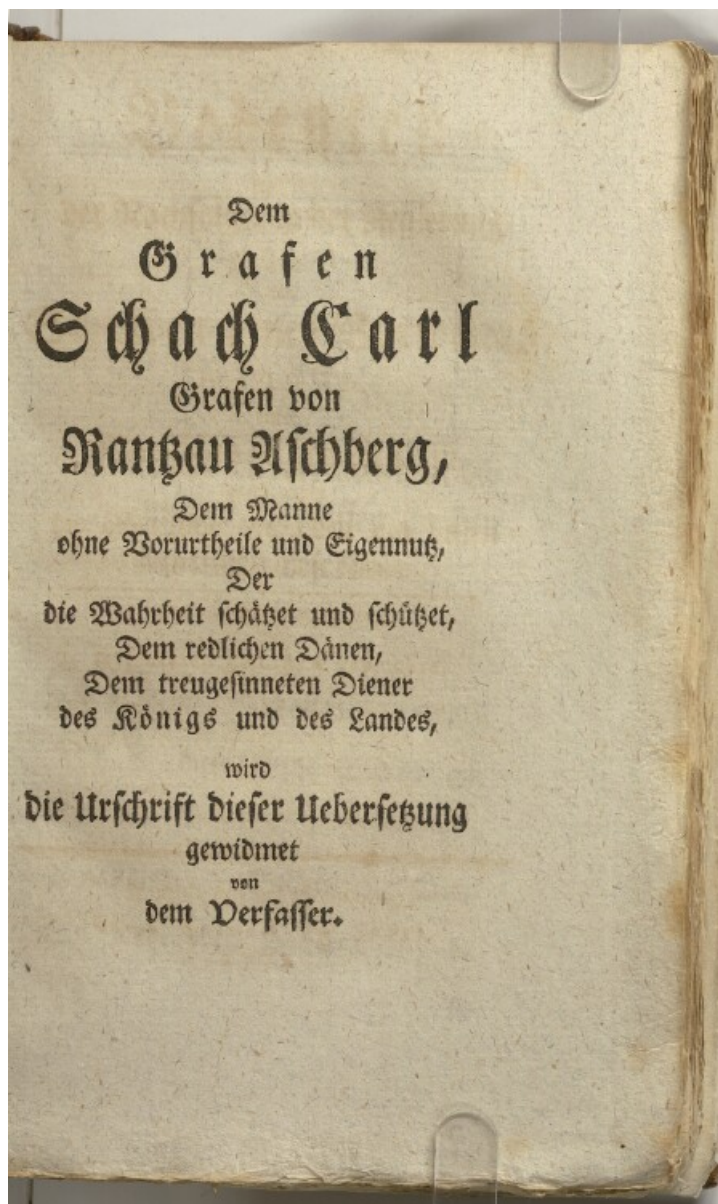 Dem
Grafen
Schach Carl
Grafen von
Rantzau Aschberg,
Dem Manne
ohne Vorurtheile und Eigennutz,
Der
die Wahrheit schätzet und schützet,
Dem redlichen Dänen,
Dem treugesinneten Diener
des Königs und des Landes,
wird
die Urschrift dieser Uebersetzung
gewidmet
von
dem Verfasser.